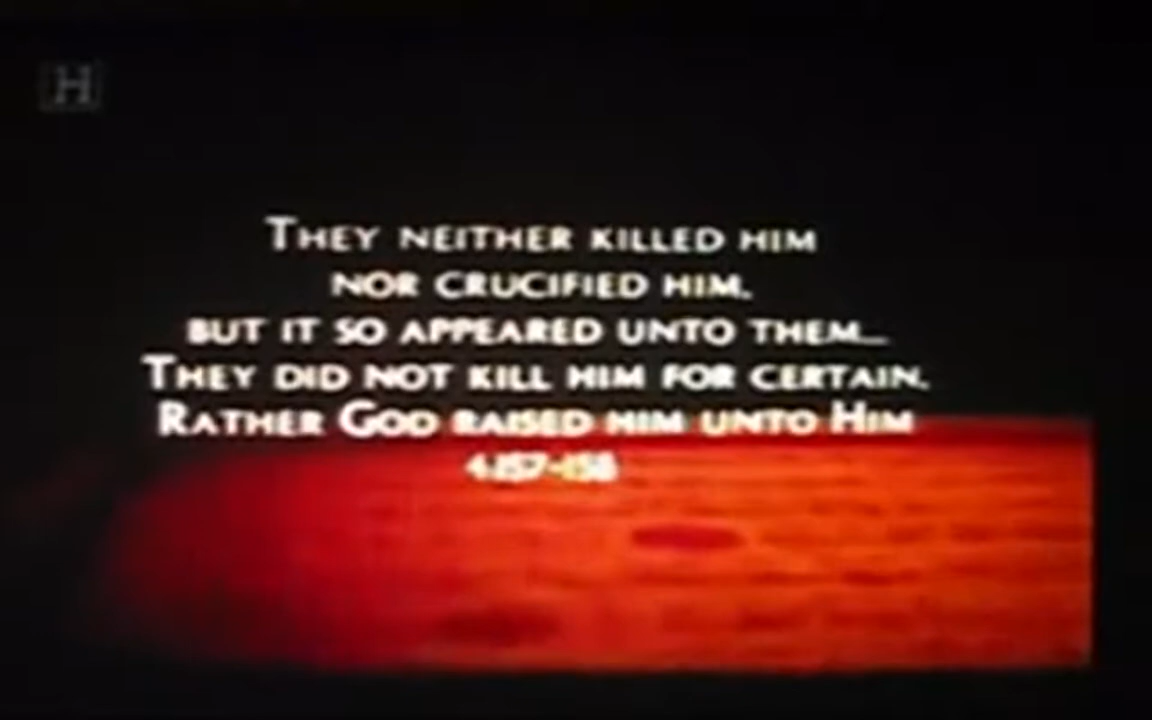 H
THEY NEITHER KILLED HIM
NOR CRUCIFIED HIM.
BUT IT SO APPEARED UNTO THEM...
THEY DID NOT KILL HIM FOR CERTAIN.
RATHER GOD RAISED HIM UNTO HIM
4:157-158